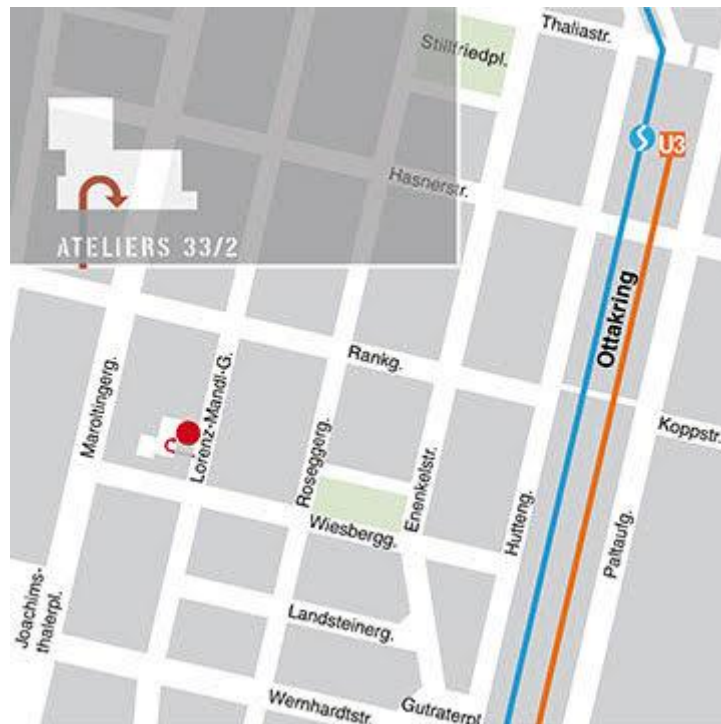 Thaliastr.
Stillfriedpl.
U3
Hasnerstr.
ATELIERS 33/2
Ottakring
Rankg.
Koppstr.
Maroltingerg.
Lorenz-Mandl-G.
Roseggerg.
Enenkelstr.
Hutteng.
Paltaufg.
Wiesbergg.
Joachims-
thalerpl.
Landsteinerg.
Wernhardtstr.
Gutraterpl.